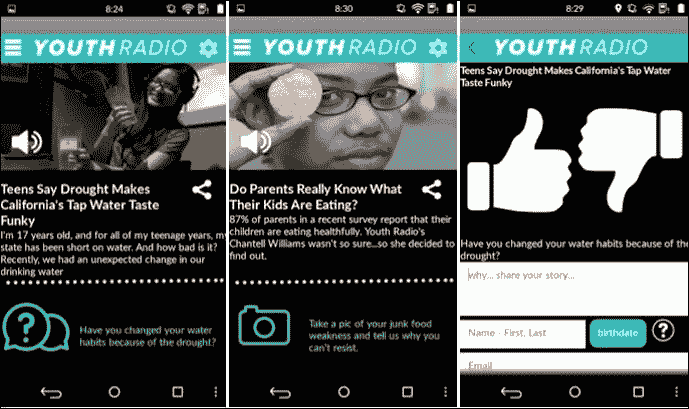 8:24
YOUTH RADIO
Teens Say Drought Makes
California's Tap Water Taste
Funky
I'm 17 years old, and for all of my teenage years, my
state has been short on water. And how bad is it?
Recently, we had an unexpected change in our
drinking water
?
Have you changed your water
habits because of the drought?
8:30
YOUTH RADIO
Do Parents Really Know What
Their Kids Are Eating?
87% of parents in a recent survey report that their
children are eating healthfully. Youth Radio's
Chantell Williams wasn't so sure...so she decided to
find out.
Take a pic of your junk food
weakness and tell us why you
can't resist.
8:29
YOUTH RADIO
Teens Say Drought Makes California's Tap Water
Taste Funky
Have you changed your water habits because of the
drought?
why... share your story...
Name - First, Last
birthdate
?
Email